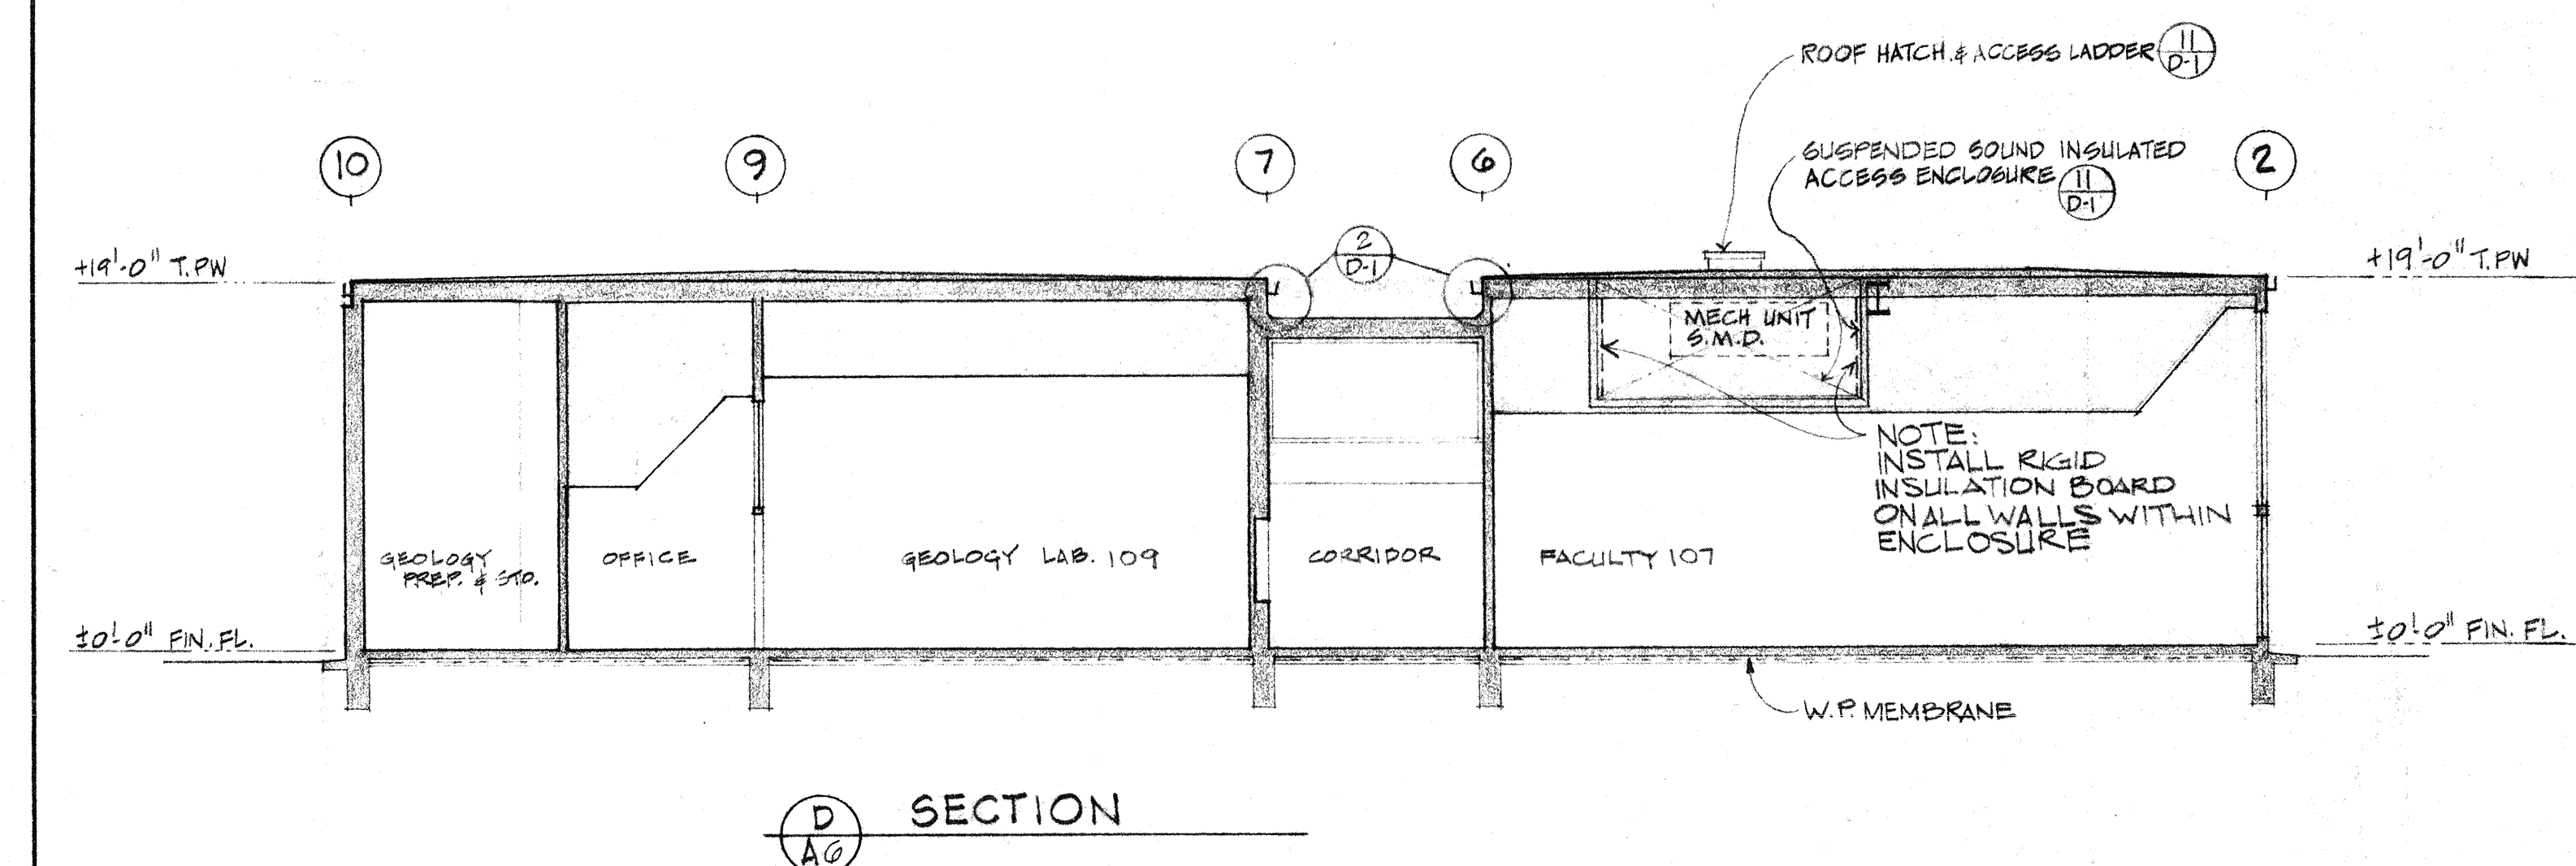 ROOF HATCH & ACCESS LADDER
11
D-1
10
9
7
6
2
SUSPENDED SOUND INSULATED
ACCESS ENCLOSURE
11
D-1
2
D-1
+19'-0" T.PW
+19'-0" T.PW
MECH UNIT
S.M.D.
NOTE:
INSTALL RIGID
INSULATION BOARD
ON ALL WALLS WITHIN
ENCLOSURE
GEOLOGY
PREP. & STO.
OFFICE
GEOLOGY LAB. 109
CORRIDOR
FACULTY 107
±0'-0" FIN. FL.
±0'-0" FIN. FL.
W.P. MEMBRANE
D
A6
SECTION